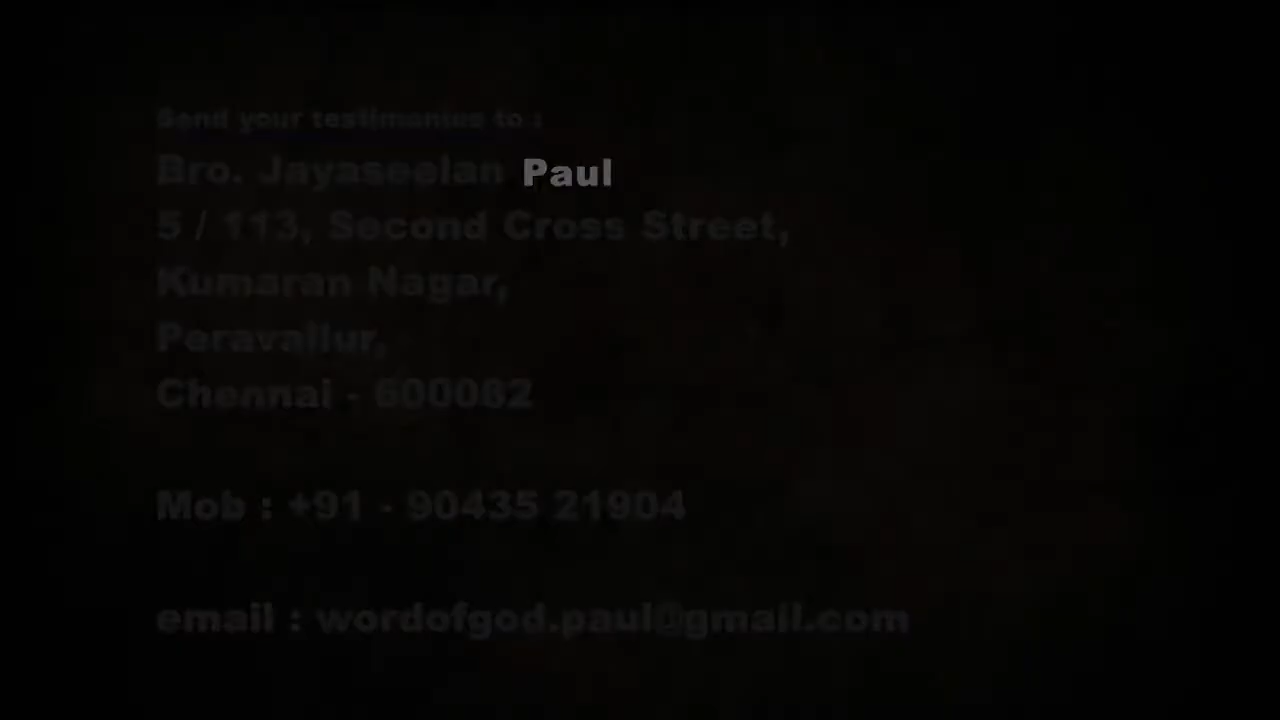 Send your testimonies to :
Bro. Jayaseelan Paul
5 / 113, Second Cross Street,
Kumaran Nagar,
Peravallur,
Chennai - 600082
Mob : +91 - 90435 21904
email : wordofgod.paul@gmail.com